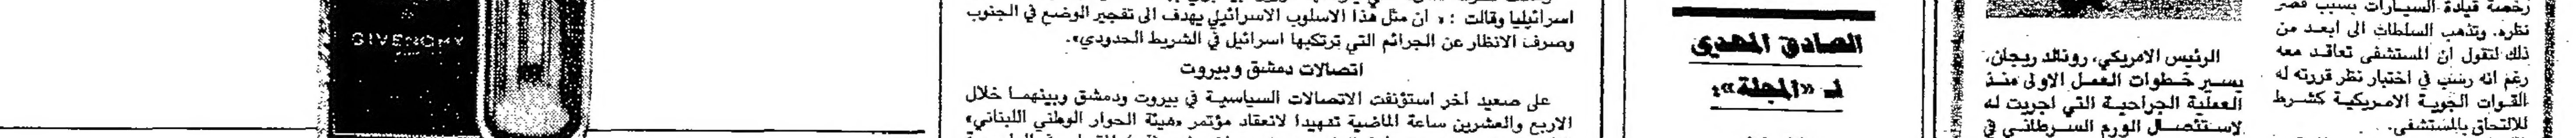 رخصة قيادة السيارات بسبب قصر
نظره. وتذهب السلطات الى ابعد من
ذلك لتقول ان المستشفى تعاقد معه
رغم انه رسب في اختبار نظر قررته له
القوات الجوية الامريكية كشرط
للالتحاق بالمستشفى.
الرئيس الامريكي، رونالد ريجان،
يسير خطوات العمل الاولى منذ
العملية الجراحية التي اجريت له
لاستئصال الورم السرطاني في
الصادق المهدي
لـ «المجلة»:
اسرائيليا وقالت : « ان مثل هذا الاسلوب الاسرائيلي يهدف الى تفجير الوضع في الجنوب
وصرف الانظار عن الجرائم التي ترتكبها اسرائيل في الشريط الحدودي».
اتصالات دمشق وبيروت
على صعيد آخر استؤنفت الاتصالات السياسية في بيروت ودمشق وبينهما خلال
الاربع والعشرين ساعة الماضية تمهيدا لانعقاد مؤتمر «هيئة الحوار الوطني اللبناني»
GIVENCHY